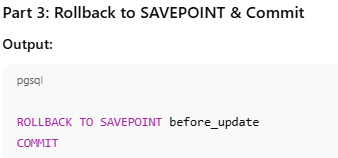 Part 3: Rollback to SAVEPOINT & Commit
Output:
pgsql
ROLLBACK TO SAVEPOINT before_update
COMMIT